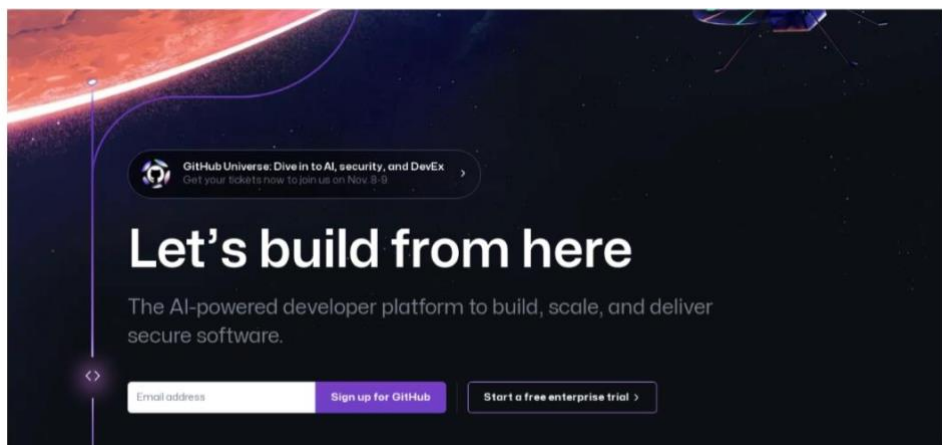 GitHub Universe: Dive in to AI, security, and DevEx
Get your tickets now to join us on Nov. 8-9.
Let's build from here
The AI-powered developer platform to build, scale, and deliver
secure software.
Email address
Sign up for GitHub
Start a free enterprise trial